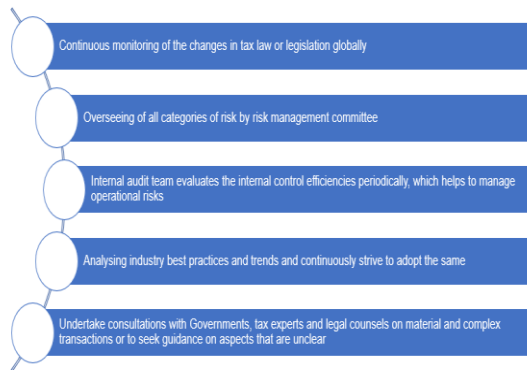 Continuous monitoring of the changes in tax law or legislation globally
Overseeing of all categories of risk by risk management committee
Internal audit team evaluates the internal control efficiencies periodically, which helps to manage
operational risks
Analysing industry best practices and trends and continuously strive to adopt the same
Undertake consultations with Governments, tax experts and legal counsels on material and complex
transactions or to seek guidance on aspects that are unclear